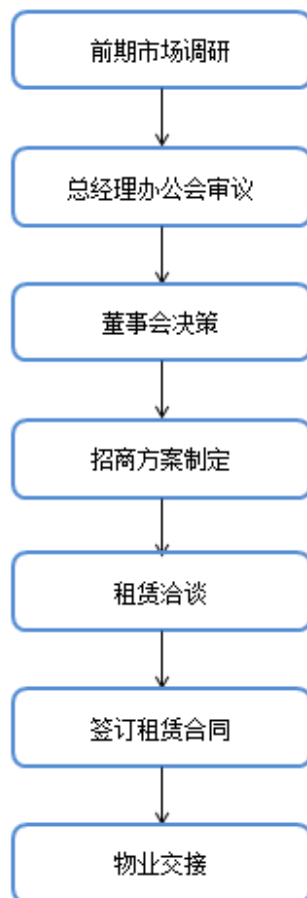 前期市场调研
总经理办公会审议
董事会决策
招商方案制定
租赁洽谈
签订租赁合同
物业交接